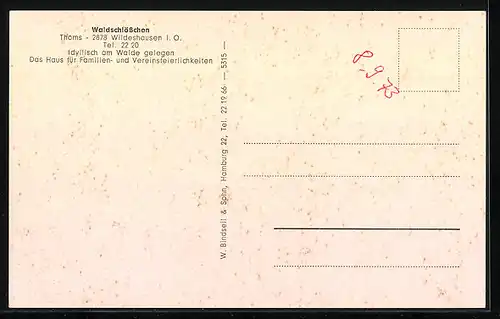 Waldschlößchen
Thoms - 2878 Wildeshausen i. O.
Tel. 22 20
Idyllisch am Walde gelegen
Das Haus für Familien- und Vereinsfeierlichkeiten
W. Bindseil & Sohn, Hamburg 22, Tel. 22 19 66 — 5315 —
8.9.73